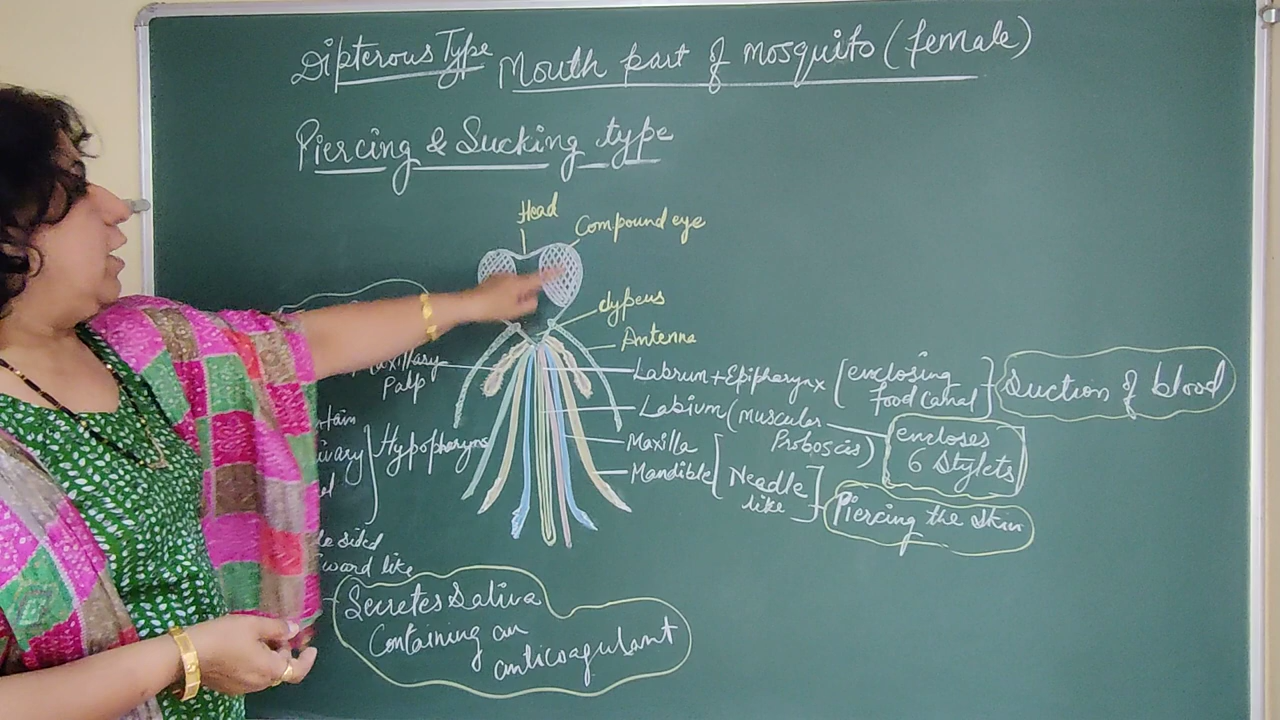 Dipterous Type Mouth part of mosquito (female)
Piercing & Sucking type
Head
Compound eye
clypeus
Antenna
Maxillary
Palp
Labrum + Epipharynx [enclosing
food canal]
Suction of blood
Labium (muscular
Proboscis)
encloses
6 Stylets
Maxilla
Mandible
Needle
like
Piercing the skin
Hypopharynx
Secretes Saliva
Containing an
anticoagulant